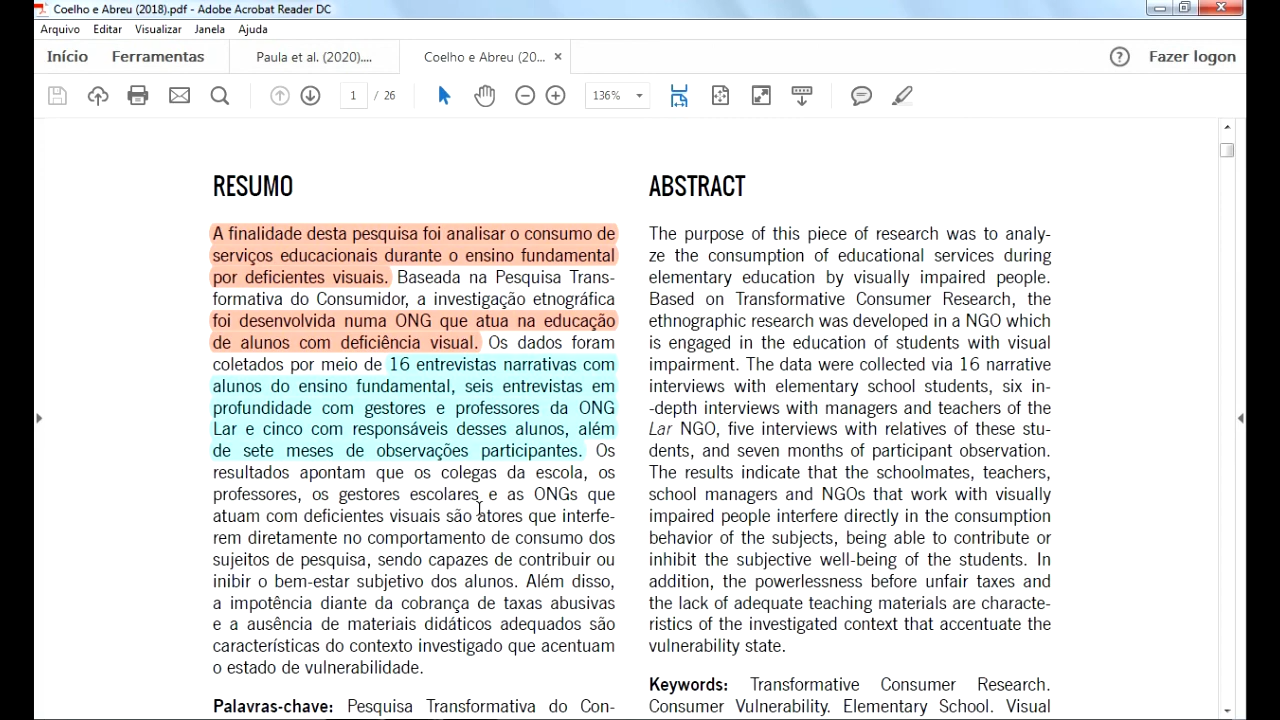 Coelho e Abreu (2018).pdf - Adobe Acrobat Reader DC
Arquivo Editar Visualizar Janela Ajuda
Início Ferramentas Paula et al. (2020).... Coelho e Abreu (20... × ? Fazer logon
1 / 26 136%
RESUMO
A finalidade desta pesquisa foi analisar o consumo de
serviços educacionais durante o ensino fundamental
por deficientes visuais. Baseada na Pesquisa Trans-
formativa do Consumidor, a investigação etnográfica
foi desenvolvida numa ONG que atua na educação
de alunos com deficiência visual. Os dados foram
coletados por meio de 16 entrevistas narrativas com
alunos do ensino fundamental, seis entrevistas em
profundidade com gestores e professores da ONG
Lar e cinco com responsáveis desses alunos, além
de sete meses de observações participantes. Os
resultados apontam que os colegas da escola, os
professores, os gestores escolares e as ONGs que
atuam com deficientes visuais são atores que interfe-
rem diretamente no comportamento de consumo dos
sujeitos de pesquisa, sendo capazes de contribuir ou
inibir o bem-estar subjetivo dos alunos. Além disso,
a impotência diante da cobrança de taxas abusivas
e a ausência de materiais didáticos adequados são
características do contexto investigado que acentuam
o estado de vulnerabilidade.
Palavras-chave: Pesquisa Transformativa do Con-
ABSTRACT
The purpose of this piece of research was to analy-
ze the consumption of educational services during
elementary education by visually impaired people.
Based on Transformative Consumer Research, the
ethnographic research was developed in a NGO which
is engaged in the education of students with visual
impairment. The data were collected via 16 narrative
interviews with elementary school students, six in-
-depth interviews with managers and teachers of the
Lar NGO, five interviews with relatives of these stu-
dents, and seven months of participant observation.
The results indicate that the schoolmates, teachers,
school managers and NGOs that work with visually
impaired people interfere directly in the consumption
behavior of the subjects, being able to contribute or
inhibit the subjective well-being of the students. In
addition, the powerlessness before unfair taxes and
the lack of adequate teaching materials are characte-
ristics of the investigated context that accentuate the
vulnerability state.
Keywords: Transformative Consumer Research.
Consumer Vulnerability. Elementary School. Visual